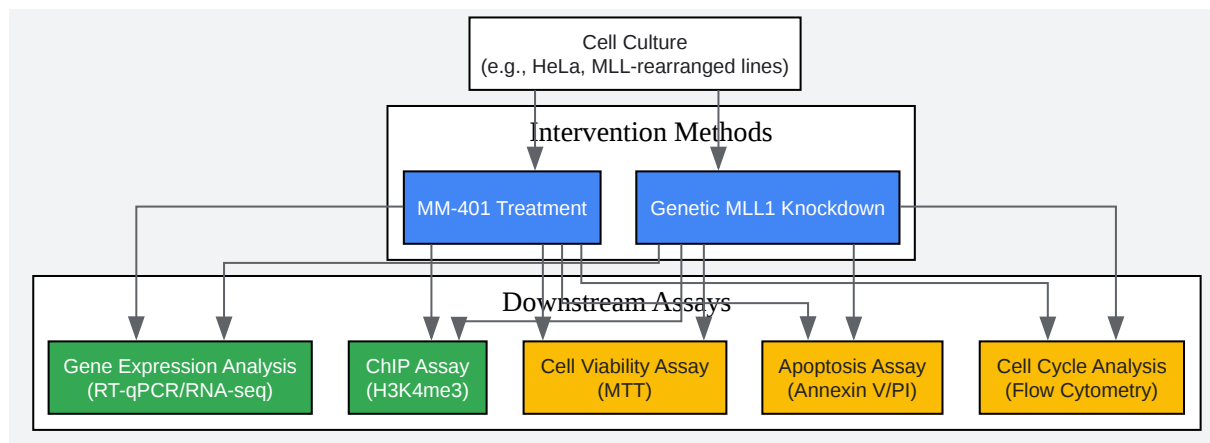 Cell Culture
(e.g., HeLa, MLL-rearranged lines)
Intervention Methods
MM-401 Treatment
Genetic MLL1 Knockdown
Downstream Assays
Gene Expression Analysis
(RT-qPCR/RNA-seq)
ChIP Assay
(H3K4me3)
Cell Viability Assay
(MTT)
Apoptosis Assay
(Annexin V/PI)
Cell Cycle Analysis
(Flow Cytometry)